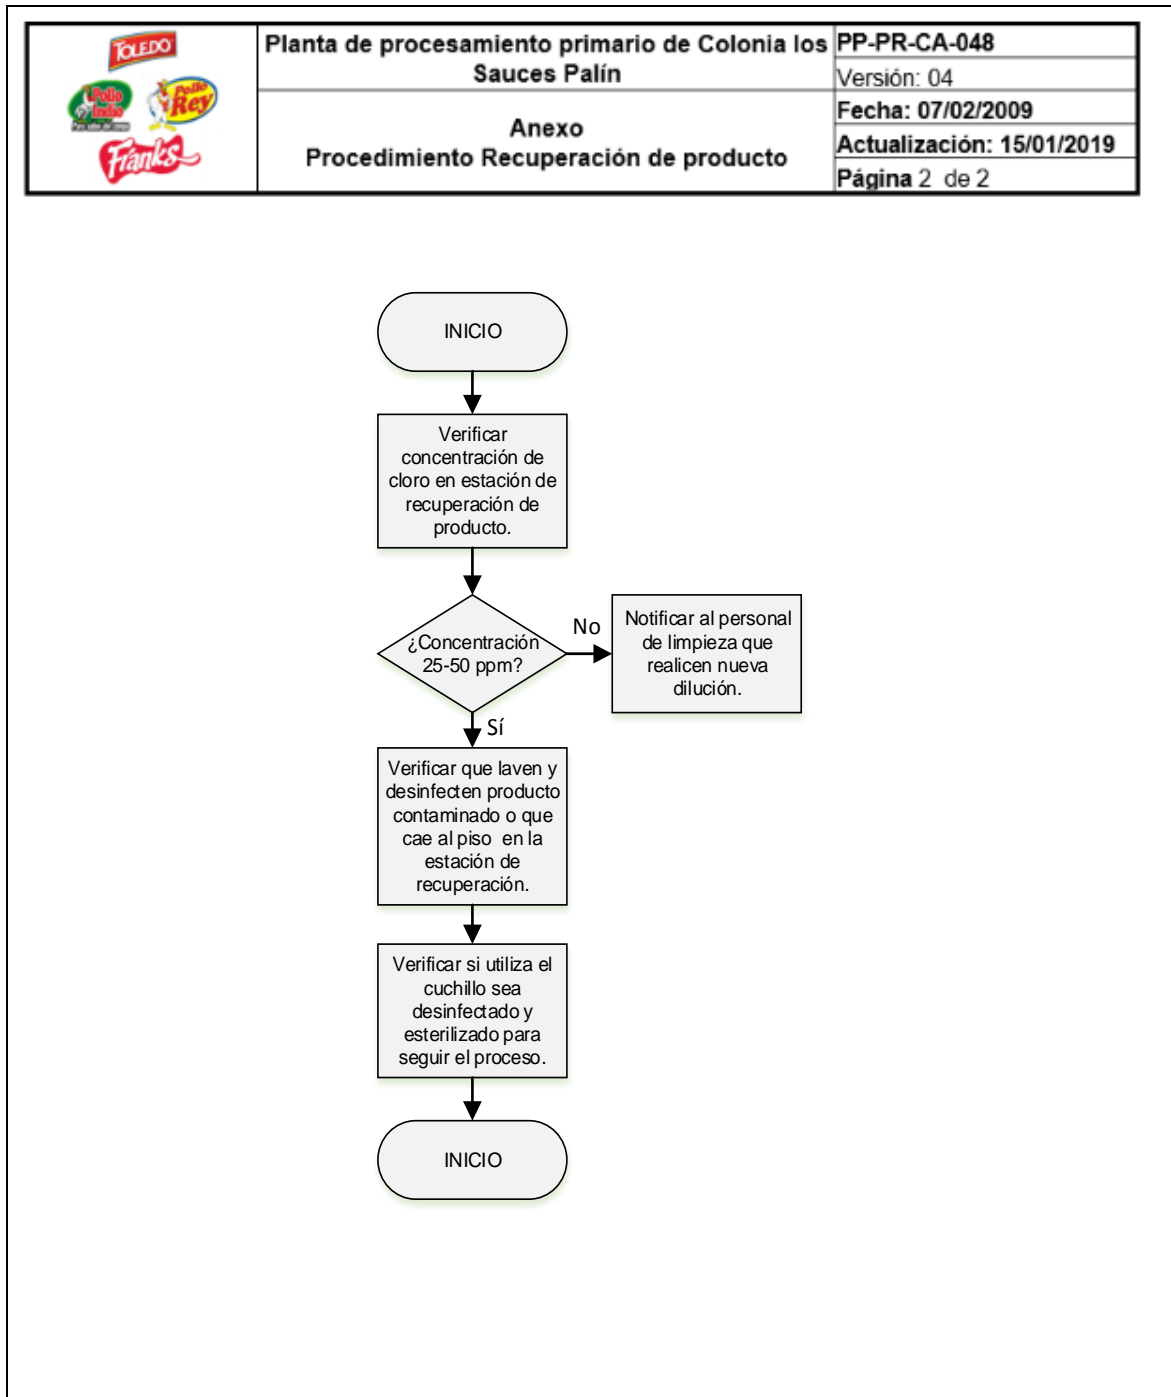 TOLEDO
Pollo
Indio
Pollo
Rey
Franks
Planta de procesamiento primario de Colonia los
Sauces Palín
Anexo
Procedimiento Recuperación de producto
PP-PR-CA-048
Versión: 04
Fecha: 07/02/2009
Actualización: 15/01/2019
Página 2 de 2
INICIO
Verificar
concentración de
cloro en estación de
recuperación de
producto.
¿Concentración
25-50 ppm?
No
Notificar al personal
de limpieza que
realicen nueva
dilución.
Sí
Verificar que laven y
desinfecten producto
contaminado o que
cae al piso en la
estación de
recuperación.
Verificar si utiliza el
cuchillo sea
desinfectado y
esterilizado para
seguir el proceso.
INICIO